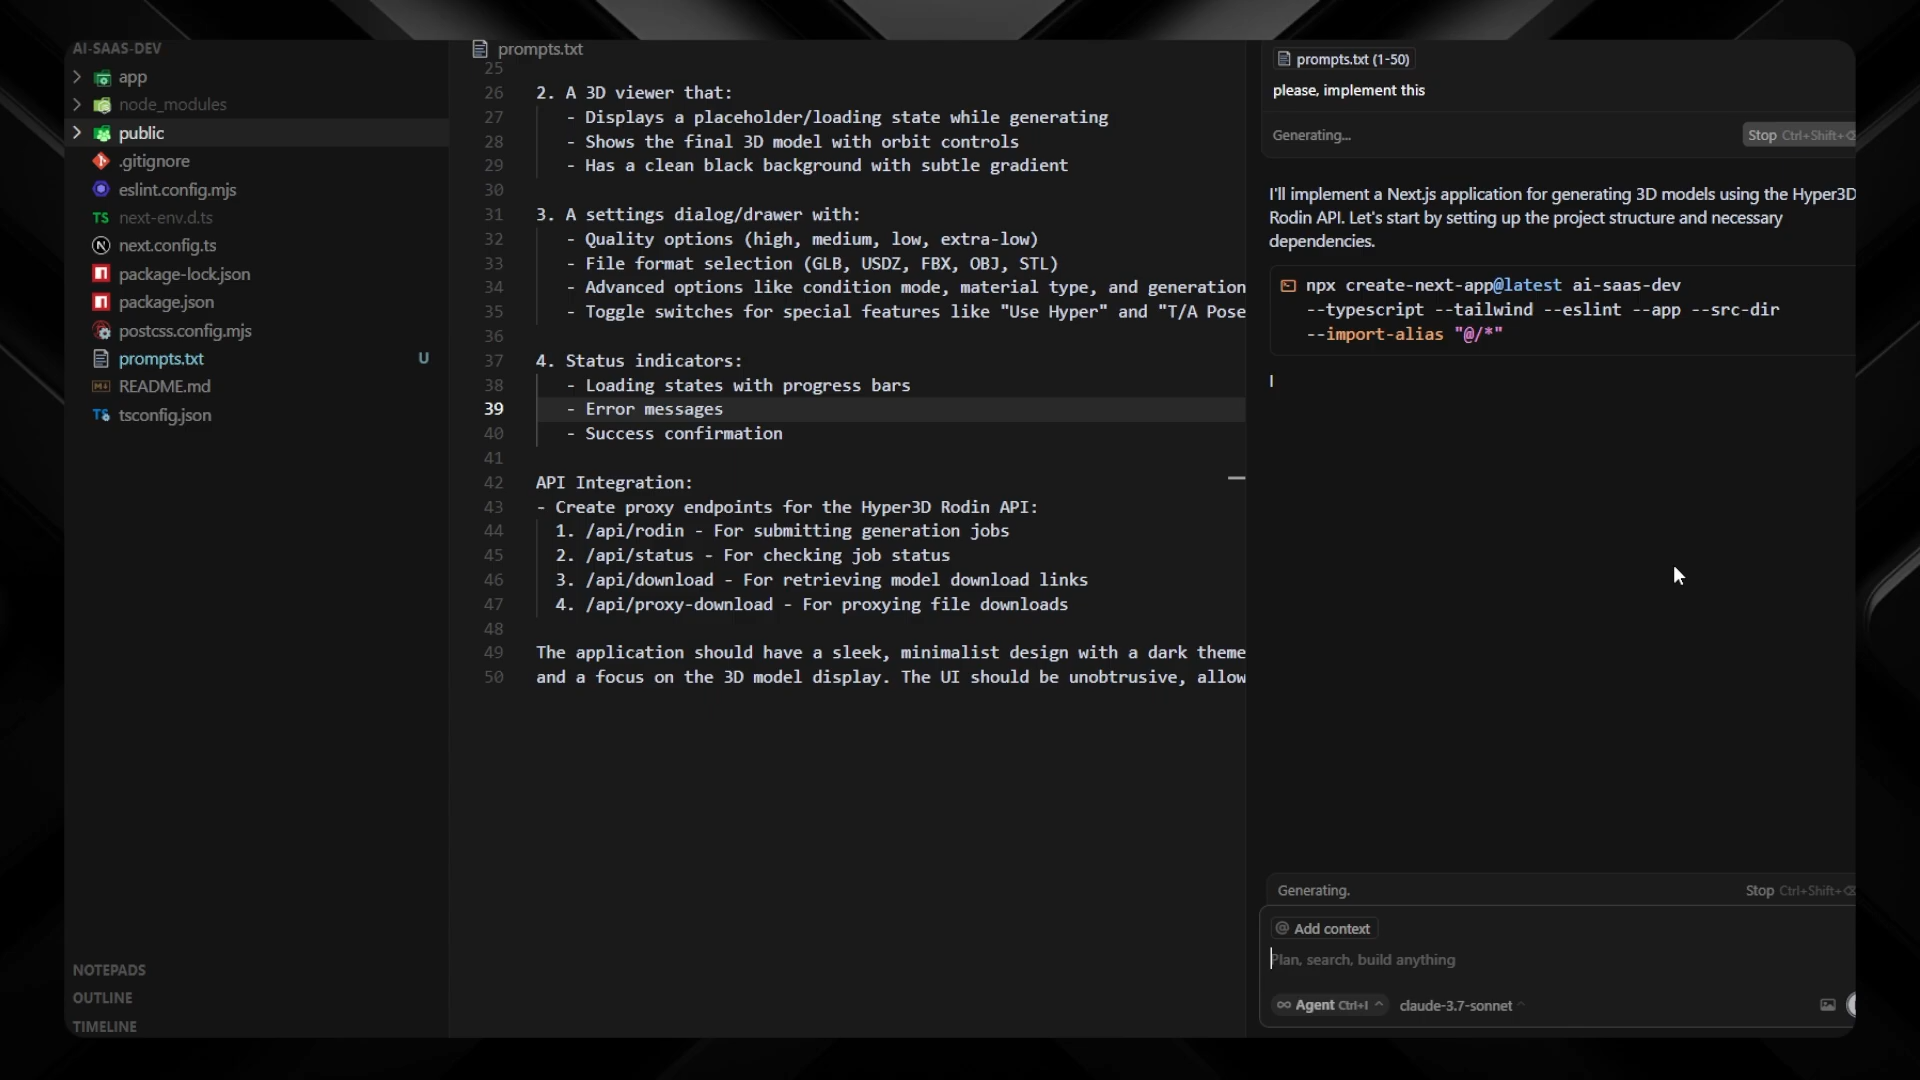 AI-SAAS-DEV
app
node_modules
public
.gitignore
eslint.config.mjs
TS next-env.d.ts
next.config.ts
package-lock.json
package.json
postcss.config.mjs
prompts.txt U
README.md
tsconfig.json
NOTEPADS
OUTLINE
TIMELINE
prompts.txt
25
26 2. A 3D viewer that:
27 - Displays a placeholder/loading state while generating
28 - Shows the final 3D model with orbit controls
29 - Has a clean black background with subtle gradient
30
31 3. A settings dialog/drawer with:
32 - Quality options (high, medium, low, extra-low)
33 - File format selection (GLB, USDZ, FBX, OBJ, STL)
34 - Advanced options like condition mode, material type, and generation
35 - Toggle switches for special features like "Use Hyper" and "T/A Pose
36
37 4. Status indicators:
38 - Loading states with progress bars
39 - Error messages
40 - Success confirmation
41
42 API Integration:
43 - Create proxy endpoints for the Hyper3D Rodin API:
44 1. /api/rodin - For submitting generation jobs
45 2. /api/status - For checking job status
46 3. /api/download - For retrieving model download links
47 4. /api/proxy-download - For proxying file downloads
48
49 The application should have a sleek, minimalist design with a dark theme
50 and a focus on the 3D model display. The UI should be unobtrusive, allow
prompts.txt (1-50)
please, implement this
Generating...
Stop Ctrl+Shift+⌫
I'll implement a Next.js application for generating 3D models using the Hyper3D
Rodin API. Let's start by setting up the project structure and necessary
dependencies.
npx create-next-app@latest ai-saas-dev
--typescript --tailwind --eslint --app --src-dir
--import-alias "@/*"
I
Generating.
Stop Ctrl+Shift+⌫
@ Add context
Plan, search, build anything
∞ Agent Ctrl+I ^ claude-3.7-sonnet ^